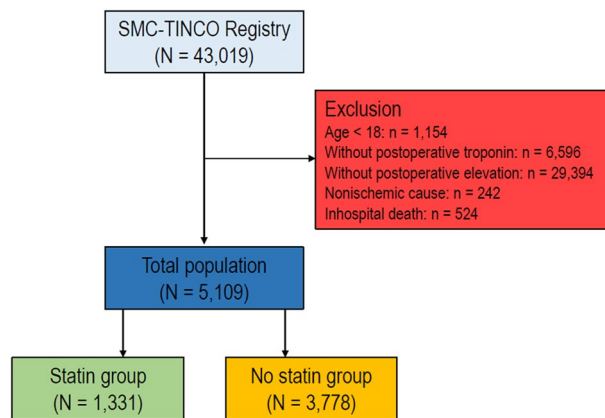 SMC-TINCO Registry
(N = 43,019)
Exclusion
Age < 18: n = 1,154
Without postoperative troponin: n = 6,596
Without postoperative elevation: n = 29,394
Nonischemic cause: n = 242
Inhospital death: n = 524
Total population
(N = 5,109)
Statin group
(N = 1,331)
No statin group
(N = 3,778)